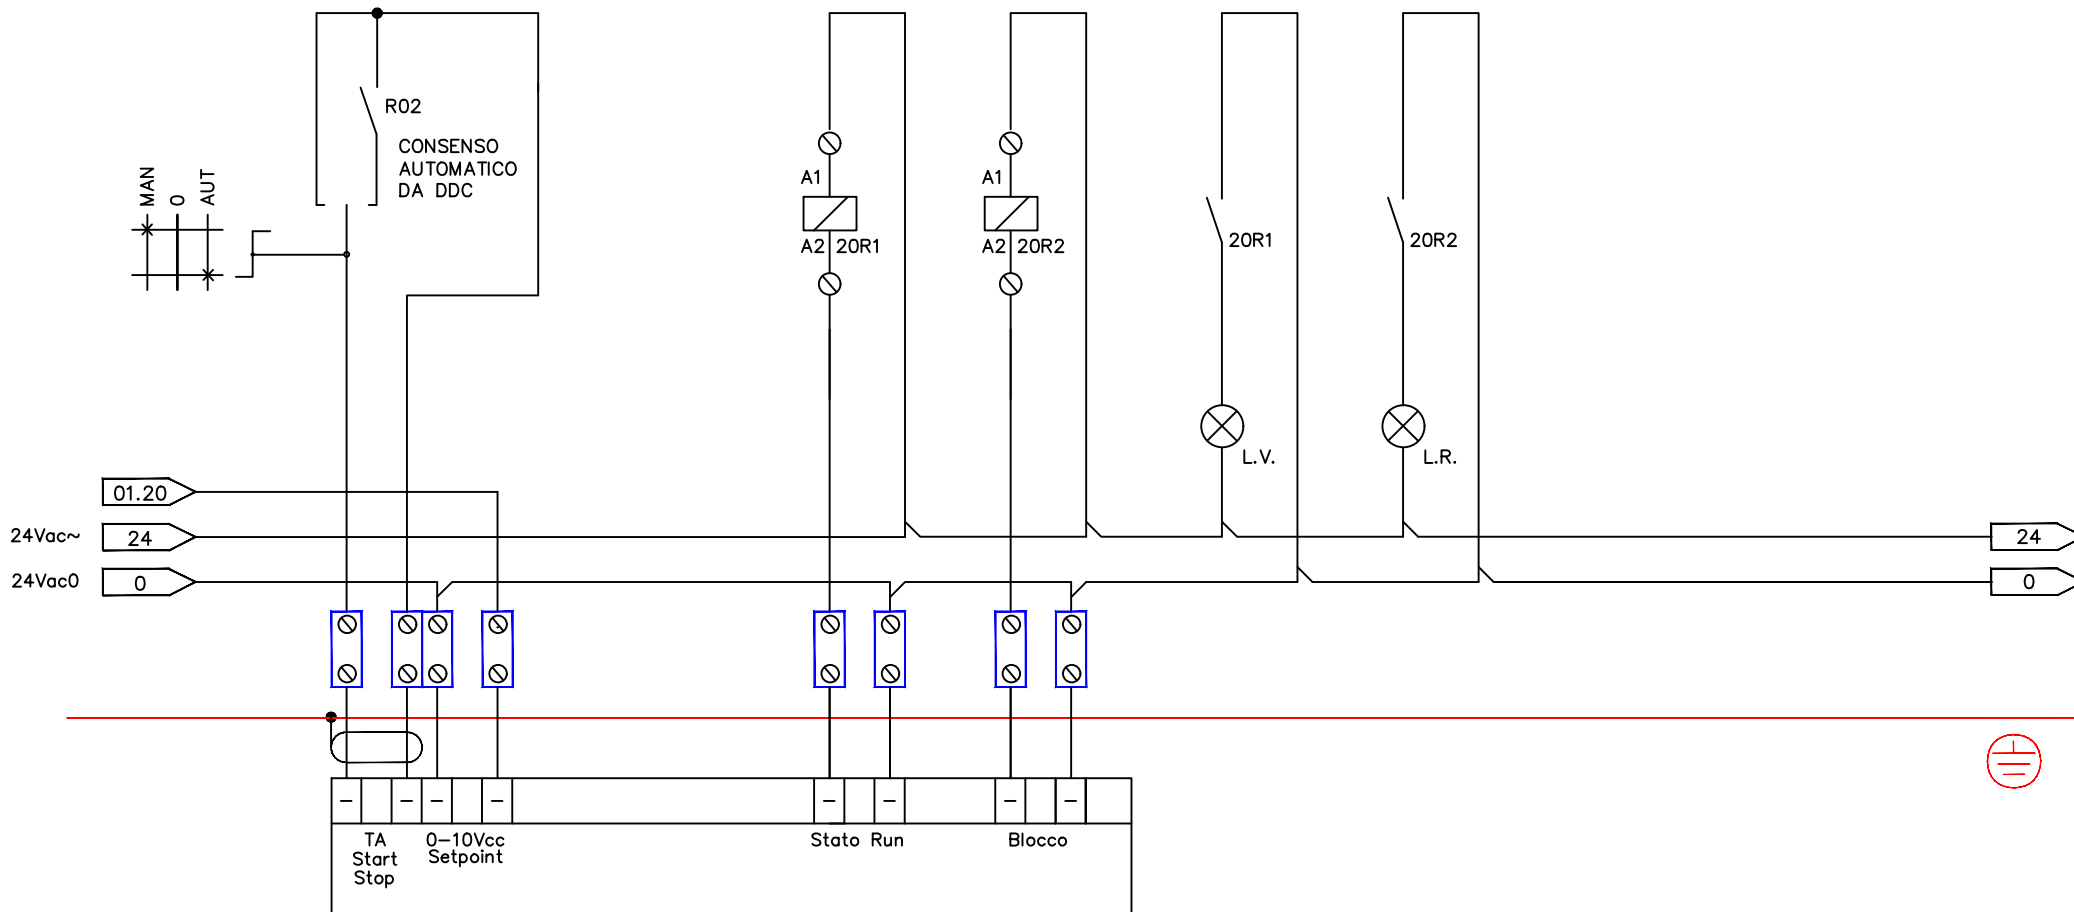 R02
CONSENSO
AUTOMATICO
DA DDC
MAN
0
AUT
A1
A2 20R1
A1
A2 20R2
20R1
20R2
L.V.
L.R.
01.20
24Vac~ 24
24
24Vac0 0
0
TA
Start
Stop
0-10Vcc
Setpoint
Stato Run
Blocco